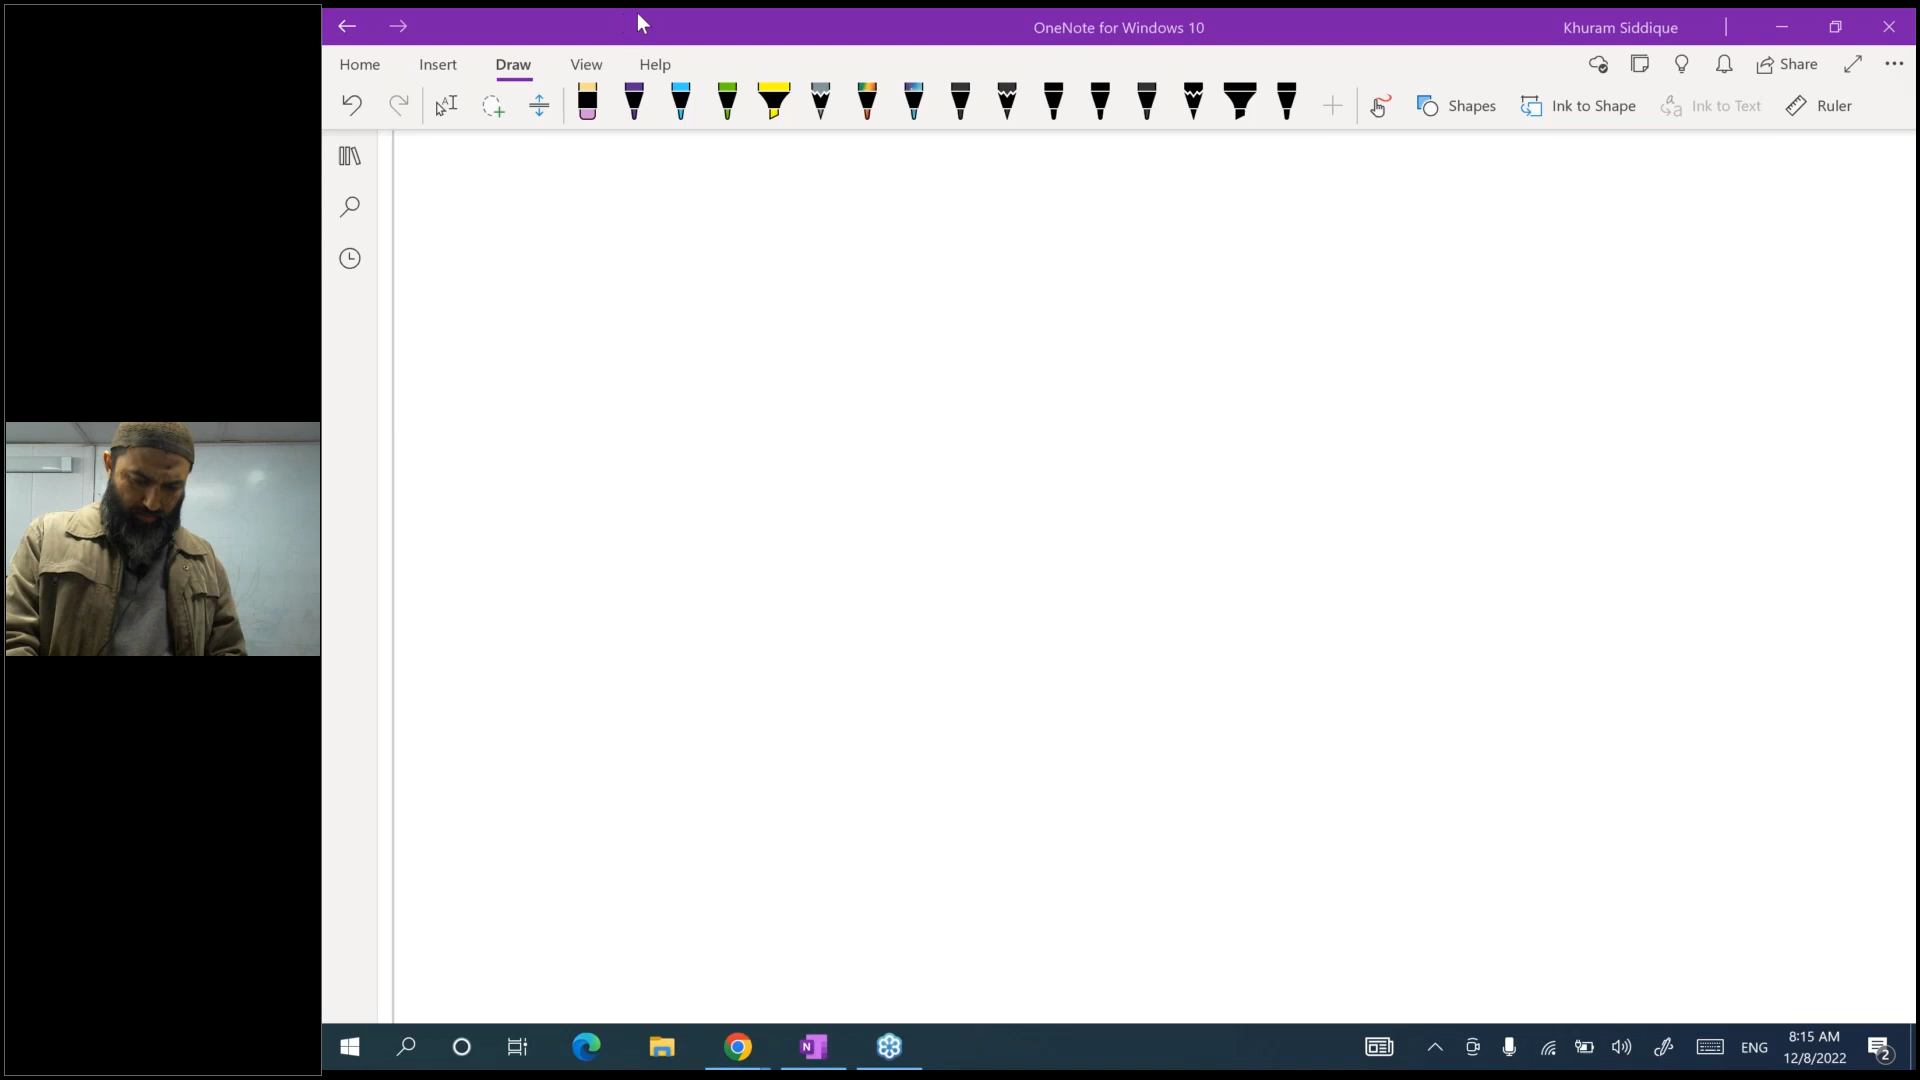 OneNote for Windows 10
Khuram Siddique
Home Insert Draw View Help
Share
Shapes Ink to Shape Ink to Text Ruler
ENG
8:15 AM
12/8/2022
2